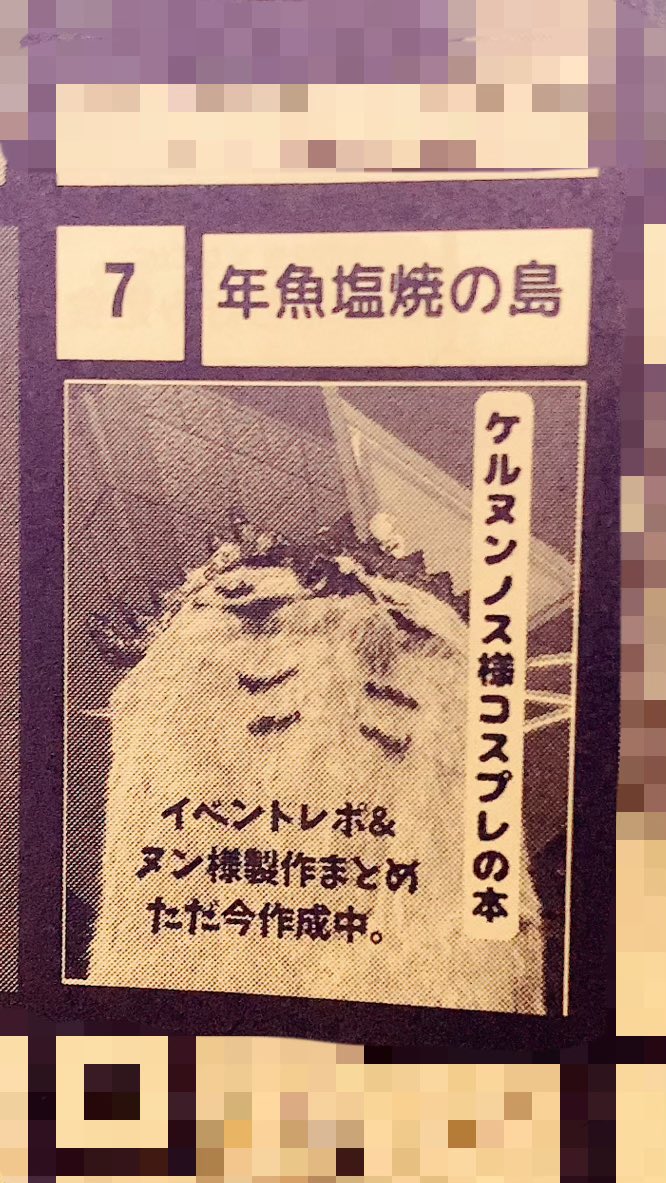 7
年魚塩焼の島
ケルヌンノス様コスプレの本
イベントレポ&
ヌン様製作まとめ
ただ今作成中。